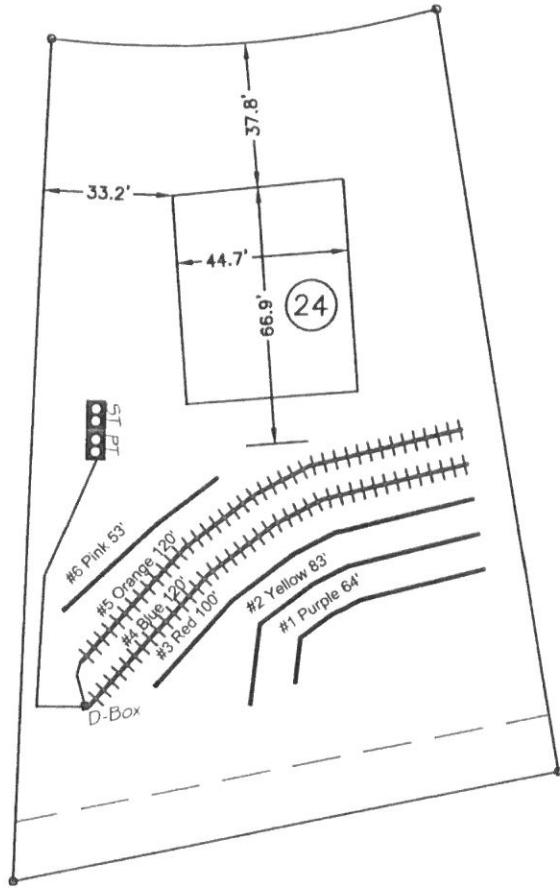 37.8'
33.2'
44.7'
66.9'
24
ST PT
#6 Pink 53'
#5 Orange 120'
#4 Blue 120'
#3 Red 100'
#2 Yellow 83'
#1 Purple 64'
D-Box